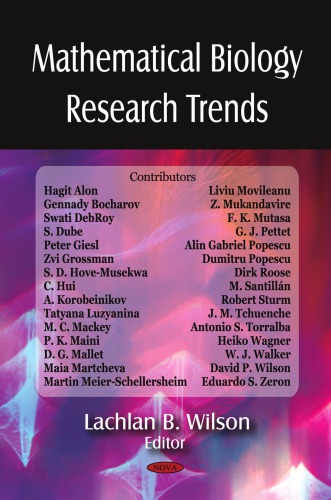 Mathematical Biology
Research Trends
Contributors
Hagit Alon
Gennady Bocharov
Swati DebRoy
S. Dube
Peter Giesl
Zvi Grossman
S. D. Hove-Musekwa
C. Hui
A. Korobeinikov
Tatyana Luzyanina
M. C. Mackey
P. K. Maini
D. G. Mallet
Maia Martcheva
Martin Meier-Schellersheim
Liviu Movileanu
Z. Mukandavire
F. K. Mutasa
G. J. Pettet
Alin Gabriel Popescu
Dumitru Popescu
Dirk Roose
M. Santillán
Robert Sturm
J. M. Tchuenche
Antonio S. Torralba
Heiko Wagner
W. J. Walker
David P. Wilson
Eduardo S. Zeron
Lachlan B. Wilson
Editor
NOVA